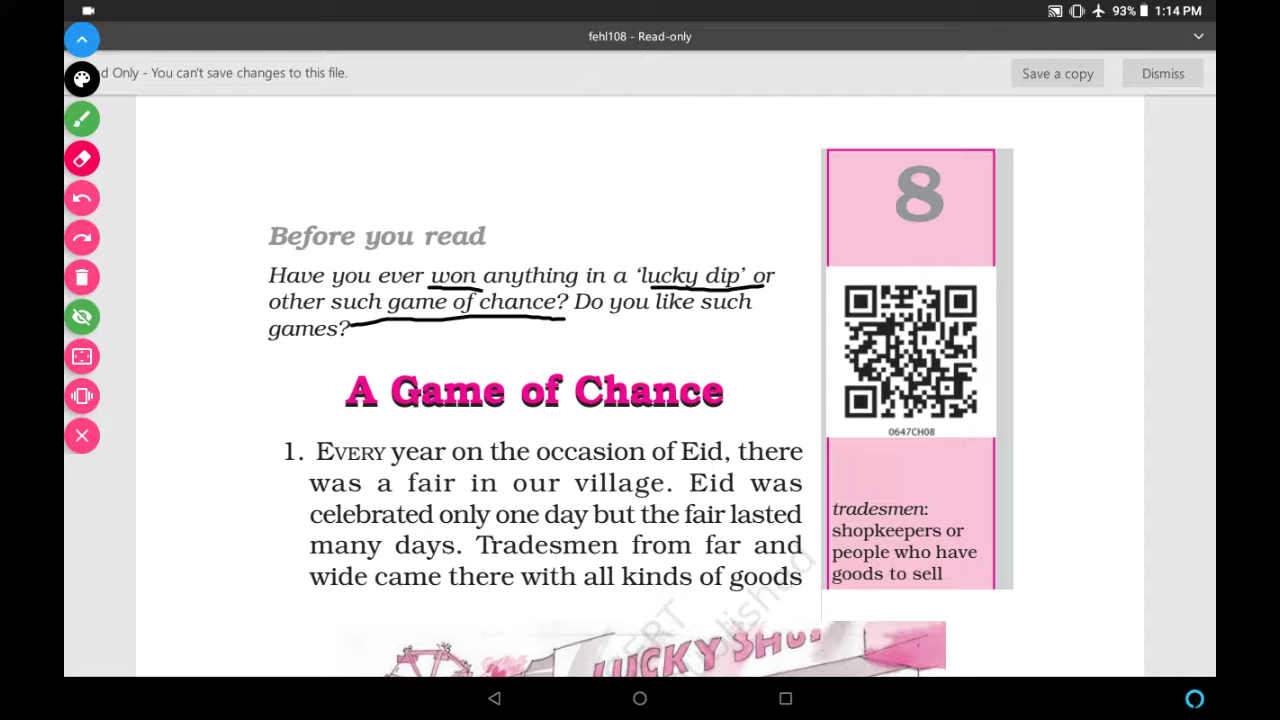 93% 1:14 PM
fehl108 - Read-only
d Only - You can't save changes to this file.
Save a copy
Dismiss
8
Before you read
Have you ever won anything in a ‘lucky dip’ or
other such game of chance? Do you like such
games?
0647CH08
A Game of Chance
1. EVERY year on the occasion of Eid, there
was a fair in our village. Eid was
celebrated only one day but the fair lasted
many days. Tradesmen from far and
wide came there with all kinds of goods
tradesmen:
shopkeepers or
people who have
goods to sell
LUCKY SHOP